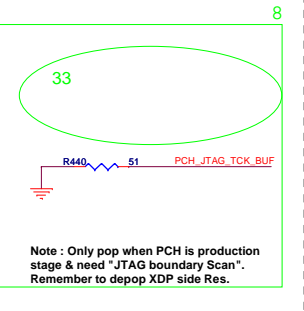 8
33
R440 51 PCH_JTAG_TCK_BUF
Note : Only pop when PCH is production
stage & need "JTAG boundary Scan".
Remember to depop XDP side Res.